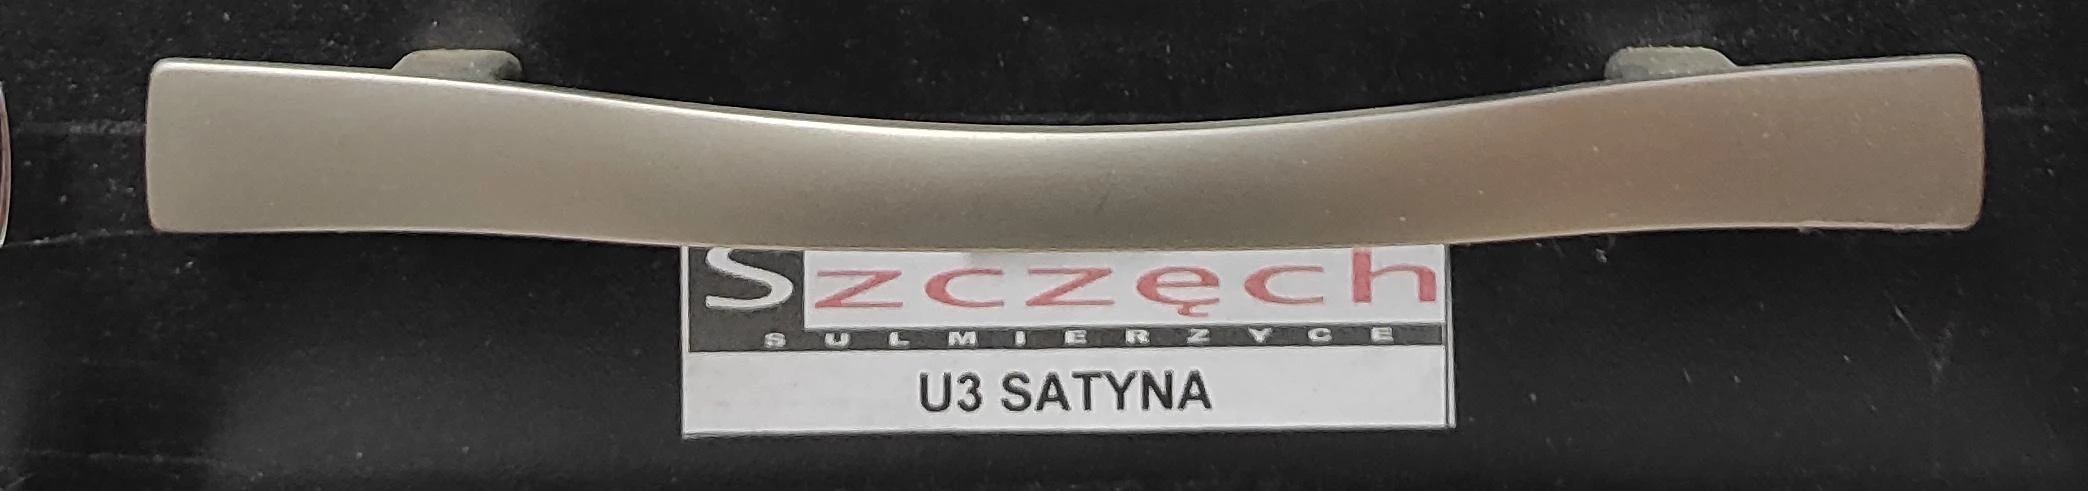 Szczęch
SULMIERZYCE
U3 SATYNA